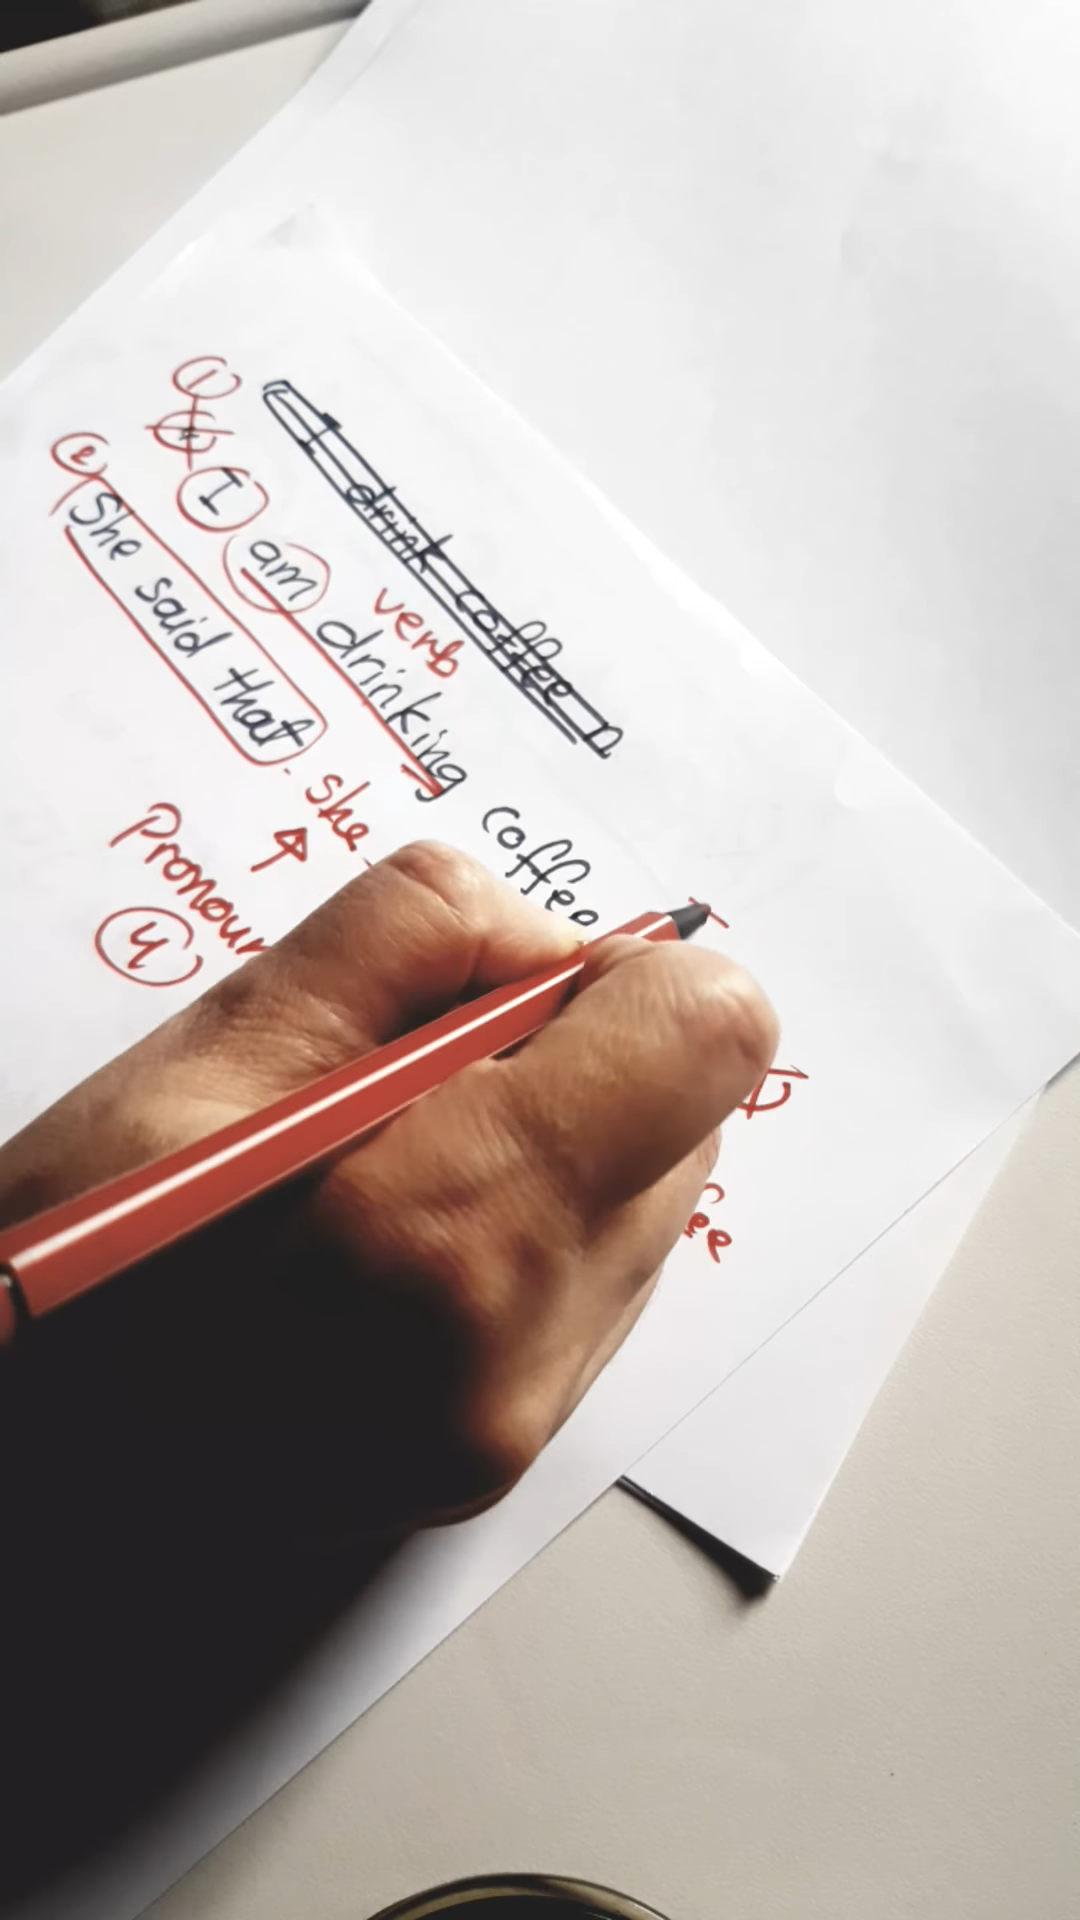 I drink coffee
1
I am drinking coffee
verb
2
She said that. she
Pronoun
4